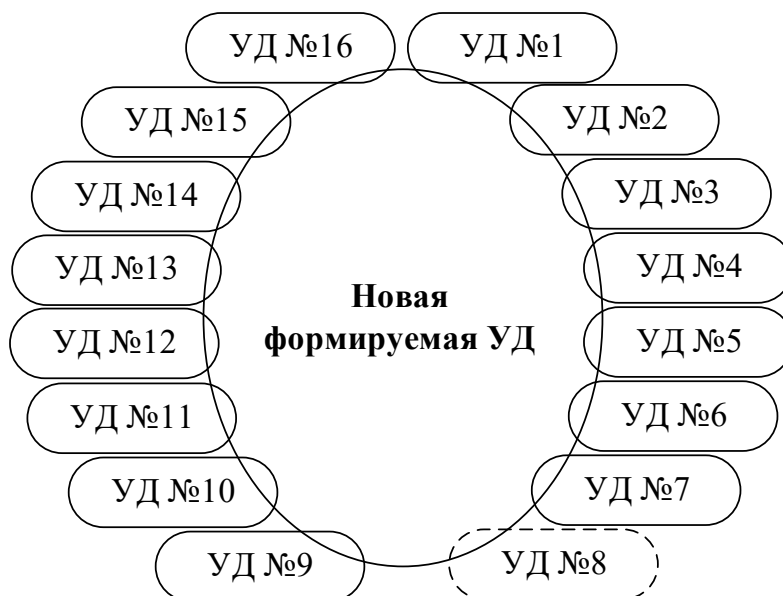 УД №16
УД №1
УД №15
УД №2
УД №14
УД №3
УД №13
УД №4
Новая
формируемая УД
УД №12
УД №5
УД №11
УД №6
УД №10
УД №7
УД №9
УД №8